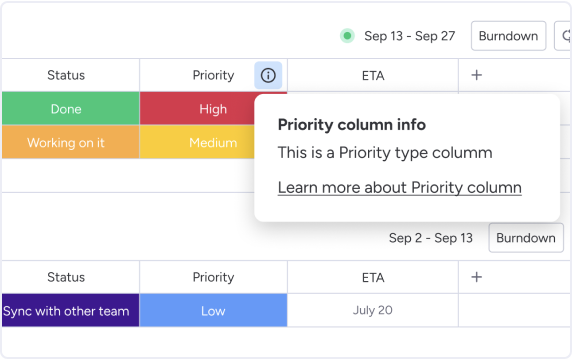 Sep 13 - Sep 27 Burndown
Status Priority ETA +
Done High
Working on it Medium
Priority column info
This is a Priority type columm
Learn more about Priority column
Sep 2 - Sep 13 Burndown
Status Priority ETA +
Sync with other team Low July 20